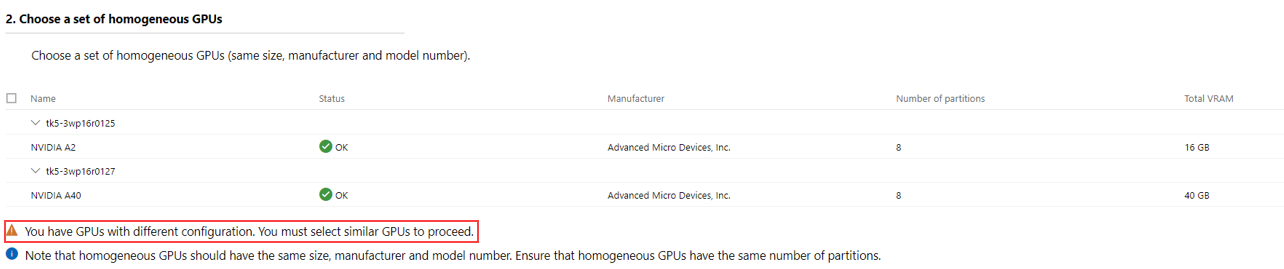 2. Choose a set of homogeneous GPUs
Choose a set of homogeneous GPUs (same size, manufacturer and model number).
Name Status Manufacturer Number of partitions Total VRAM
tk5-3wp16r0125
NVIDIA A2 OK Advanced Micro Devices, Inc. 8 16 GB
tk5-3wp16r0127
NVIDIA A40 OK Advanced Micro Devices, Inc. 8 40 GB
You have GPUs with different configuration. You must select similar GPUs to proceed.
Note that homogeneous GPUs should have the same size, manufacturer and model number. Ensure that homogeneous GPUs have the same number of partitions.